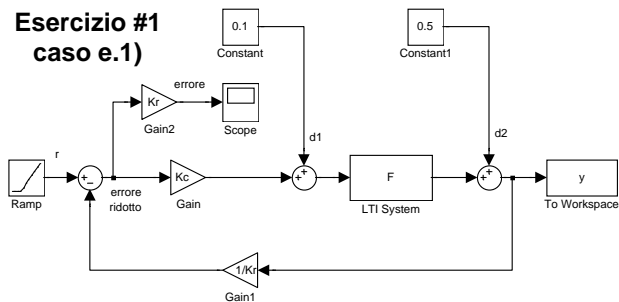 Esercizio #1
caso e.1)
0.1
Constant
0.5
Constant1
errore
Kr
Gain2
Scope
d1
d2
r
Ramp
errore
ridotto
Kc
Gain
F
LTI System
y
To Workspace
1/Kr
Gain1